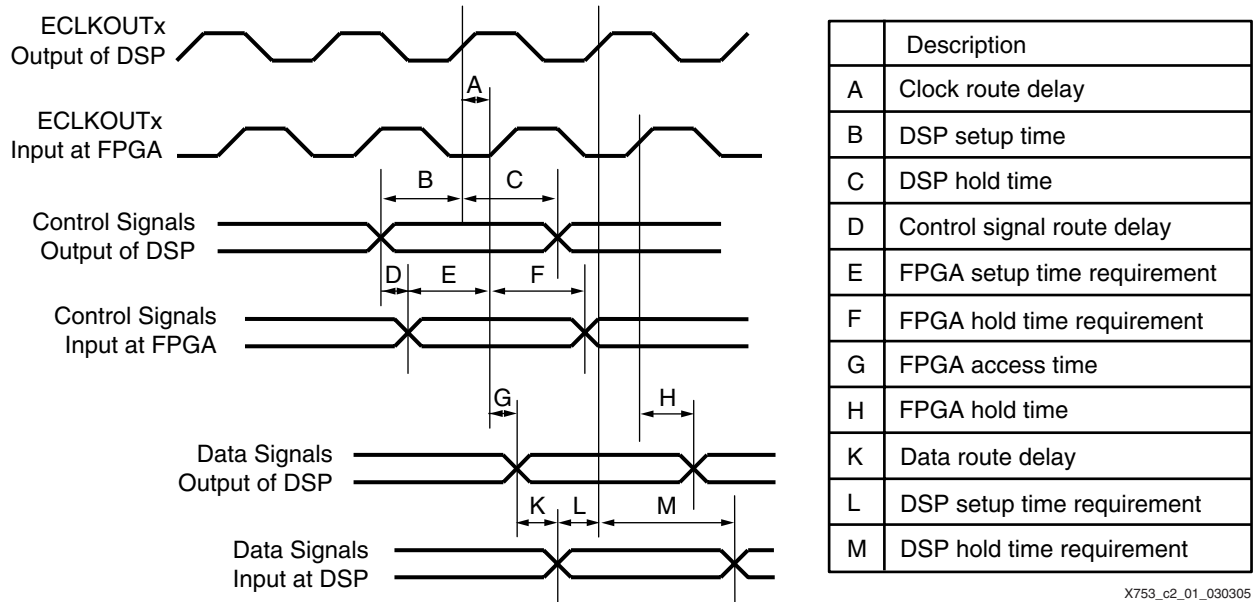 ECLKOUTx
Output of DSP
A
ECLKOUTx
Input at FPGA
B
C
Control Signals
Output of DSP
D
E
F
Control Signals
Input at FPGA
G
H
Data Signals
Output of DSP
K
L
M
Data Signals
Input at DSP
Description
A Clock route delay
B DSP setup time
C DSP hold time
D Control signal route delay
E FPGA setup time requirement
F FPGA hold time requirement
G FPGA access time
H FPGA hold time
K Data route delay
L DSP setup time requirement
M DSP hold time requirement
X753_c2_01_030305